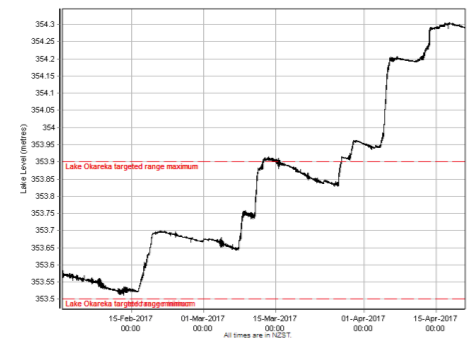 354.3
354.25
354.2
354.15
354.1
354.05
354
353.95
353.9
353.85
353.8
353.75
353.7
353.65
353.6
353.55
353.5
Lake Level (metres)
Lake Okareka targeted range maximum
Lake Okareka
15-Feb-2017
00:00
01-Mar-2017
00:00
15-Mar-2017
00:00
01-Apr-2017
00:00
15-Apr-2017
00:00
All times are in NZST.